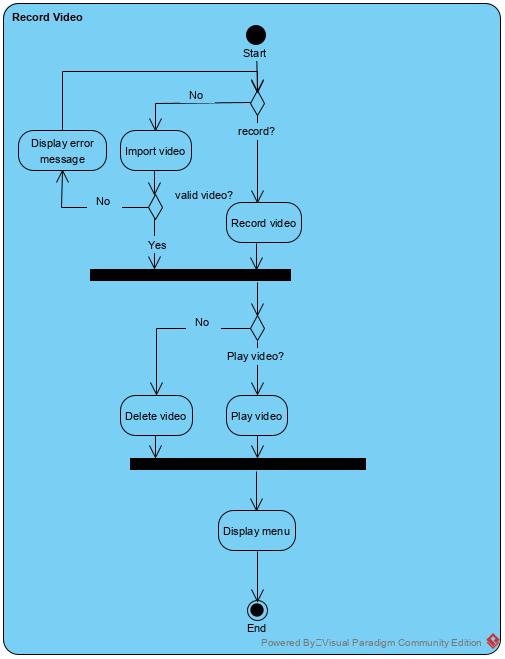 Record Video
Start
No
record?
Display error
message
Import video
valid video?
No
Record video
Yes
No
Play video?
Delete video
Play video
Display menu
End
Powered By Visual Paradigm Community Edition